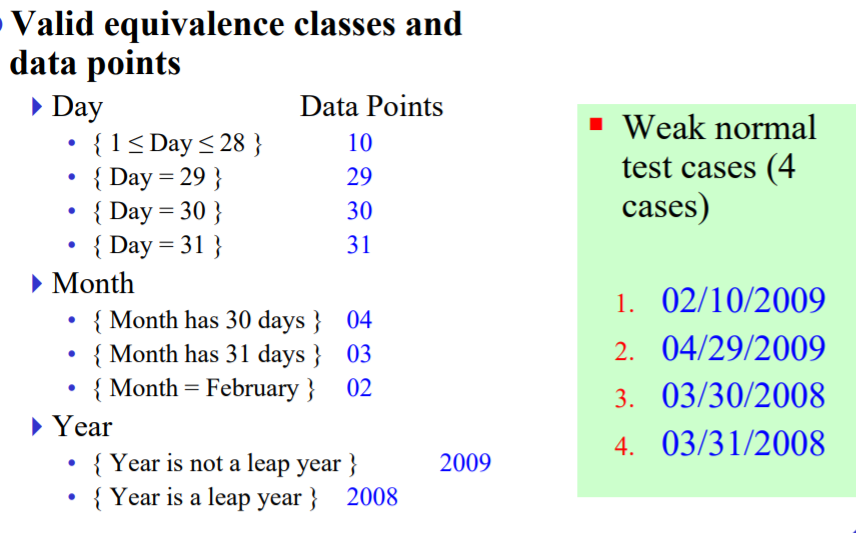 Valid equivalence classes and
data points
Day Data Points
• { 1 ≤ Day ≤ 28 } 10
• { Day = 29 } 29
• { Day = 30 } 30
• { Day = 31 } 31
Month
• { Month has 30 days } 04
• { Month has 31 days } 03
• { Month = February } 02
Year
• { Year is not a leap year } 2009
• { Year is a leap year } 2008
Weak normal
test cases (4
cases)
1. 02/10/2009
2. 04/29/2009
3. 03/30/2008
4. 03/31/2008